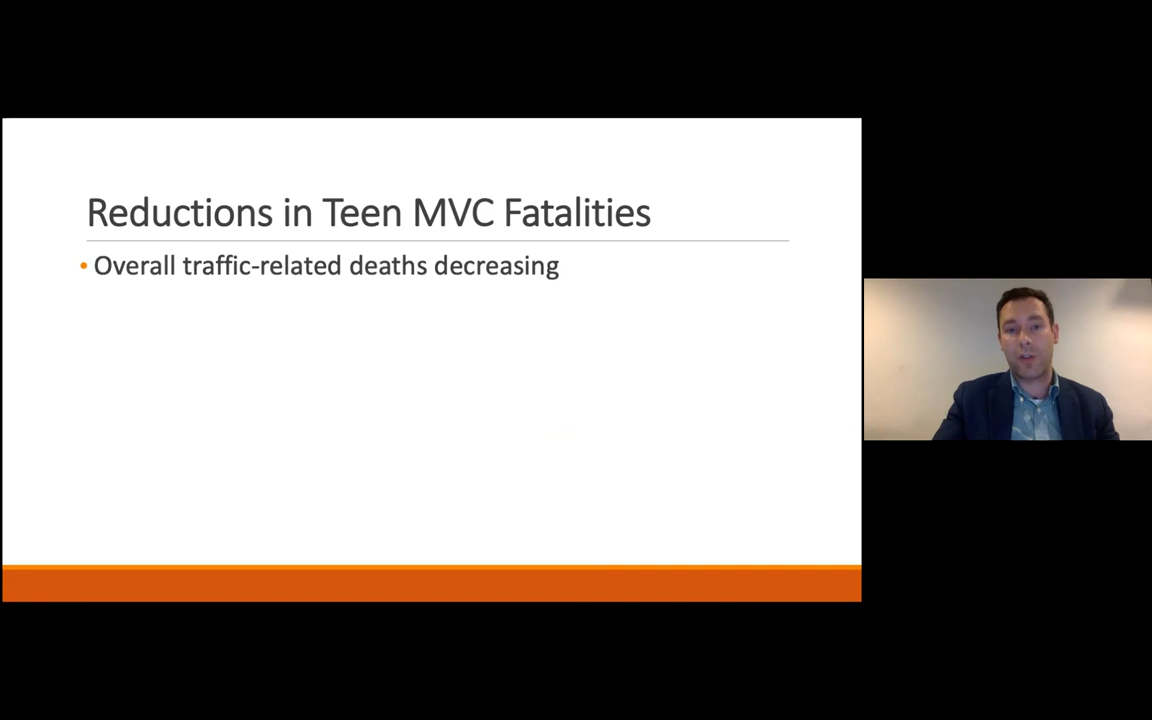 Reductions in Teen MVC Fatalities
• Overall traffic-related deaths decreasing